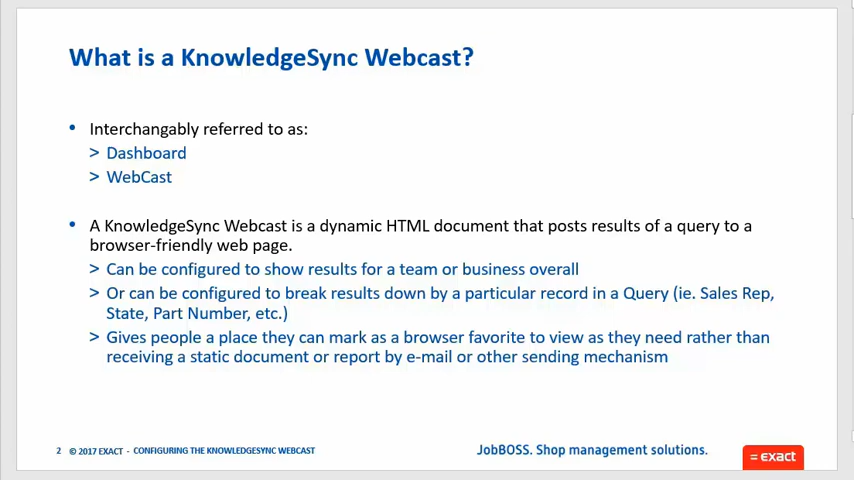 What is a KnowledgeSync Webcast?
• Interchangably referred to as:
> Dashboard
> WebCast
• A KnowledgeSync Webcast is a dynamic HTML document that posts results of a query to a
browser-friendly web page.
> Can be configured to show results for a team or business overall
> Or can be configured to break results down by a particular record in a Query (ie. Sales Rep,
State, Part Number, etc.)
> Gives people a place they can mark as a browser favorite to view as they need rather than
receiving a static document or report by e-mail or other sending mechanism
2 © 2017 EXACT - CONFIGURING THE KNOWLEDGESYNC WEBCAST
JobBOSS. Shop management solutions.
= exact